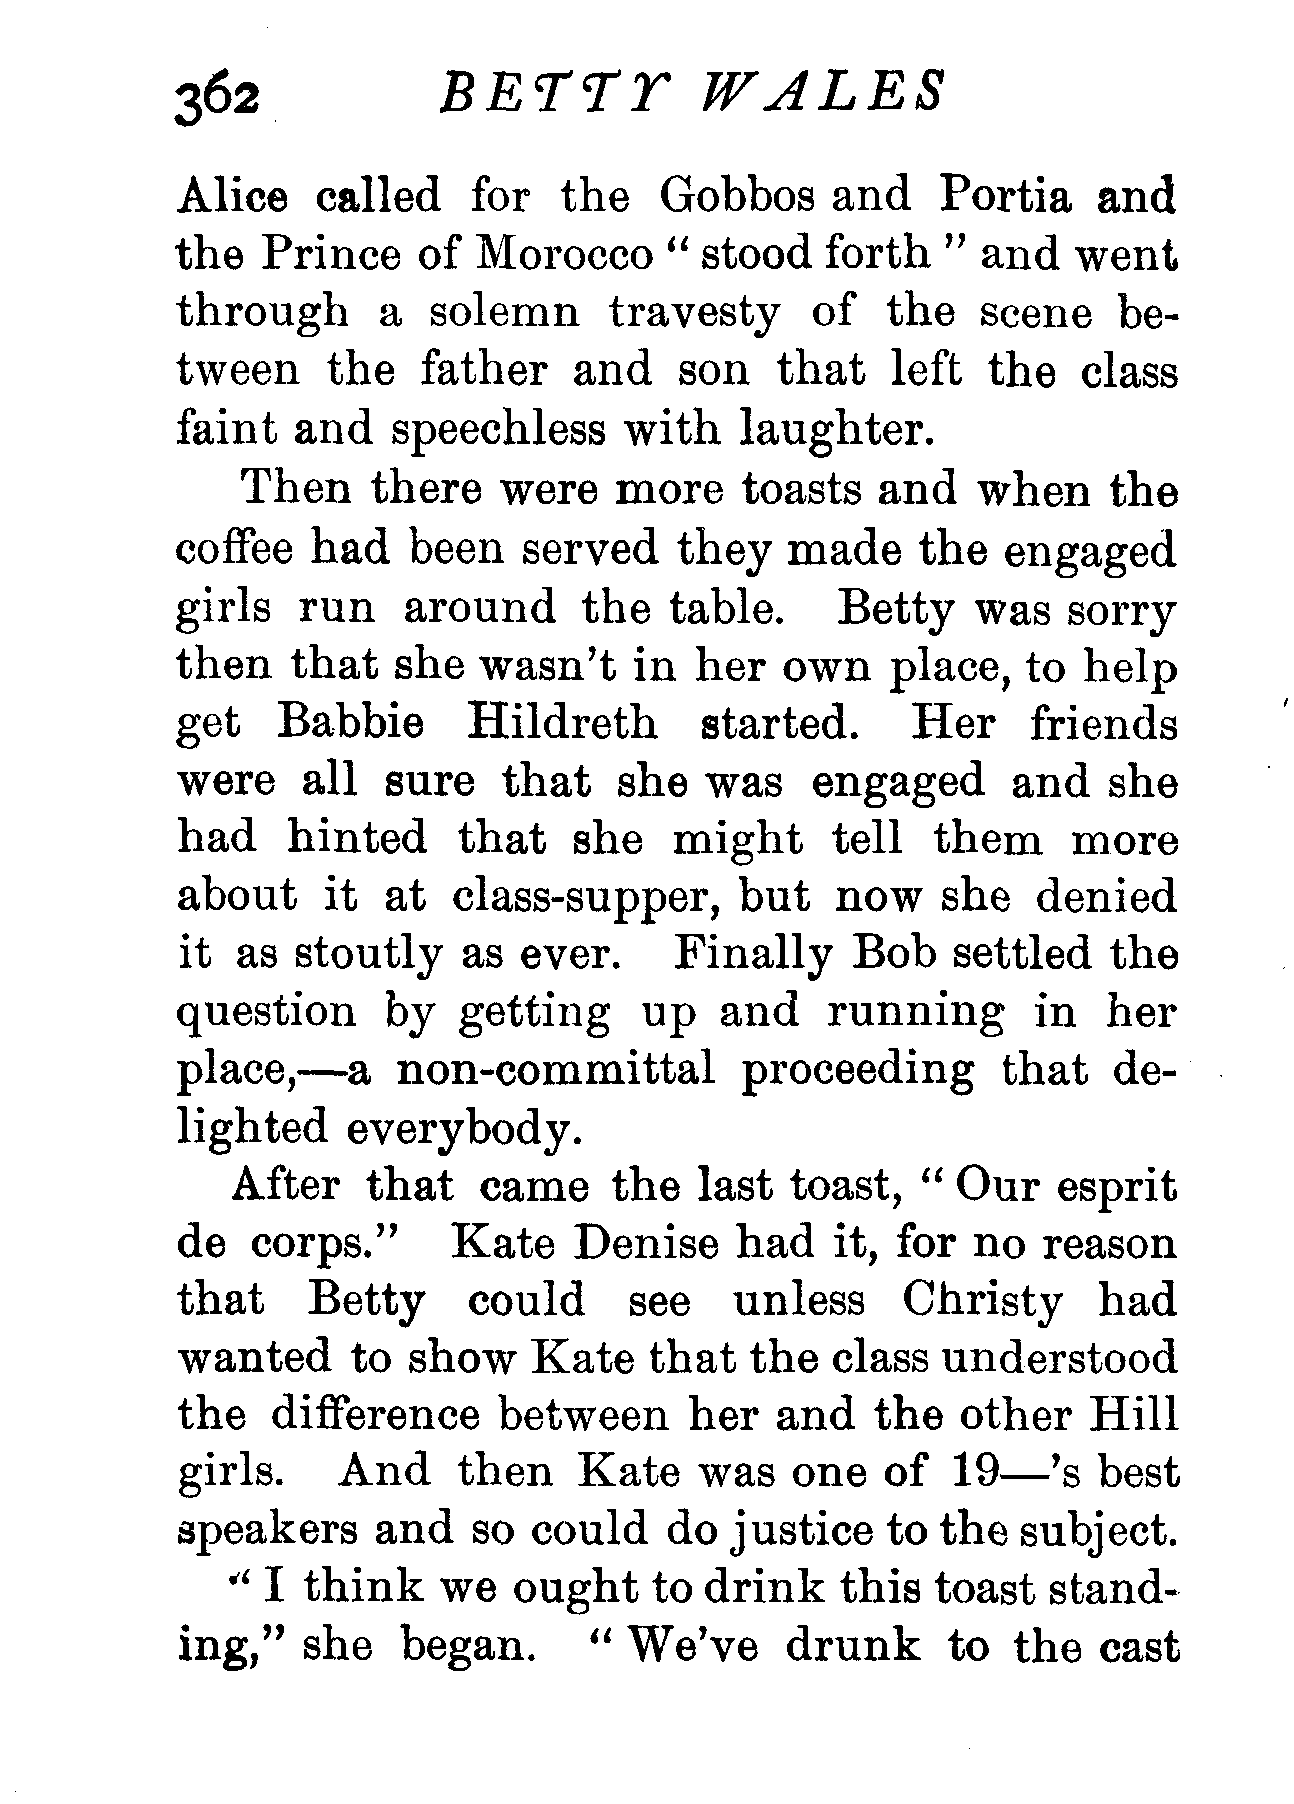 362 BETTY WALES
Alice called for the Gobbos and Portia and
the Prince of Morocco " stood forth " and went
through a solemn travesty of the scene be-
tween the father and son that left the class
faint and speechless with laughter.
Then there were more toasts and when the
coffee had been served they made the engaged
girls run around the table. Betty was sorry
then that she wasn't in her own place, to help
get Babbie Hildreth started. Her friends
were all sure that she was engaged and she
had hinted that she might tell them more
about it at class-supper, but now she denied
it as stoutly as ever. Finally Bob settled the
question by getting up and running in her
place,—a non-committal proceeding that de-
lighted everybody.
After that came the last toast, " Our esprit
de corps." Kate Denise had it, for no reason
that Betty could see unless Christy had
wanted to show Kate that the class understood
the difference between her and the other Hill
girls. And then Kate was one of 19—'s best
speakers and so could do justice to the subject.
" I think we ought to drink this toast stand-
ing," she began. " We've drunk to the cast